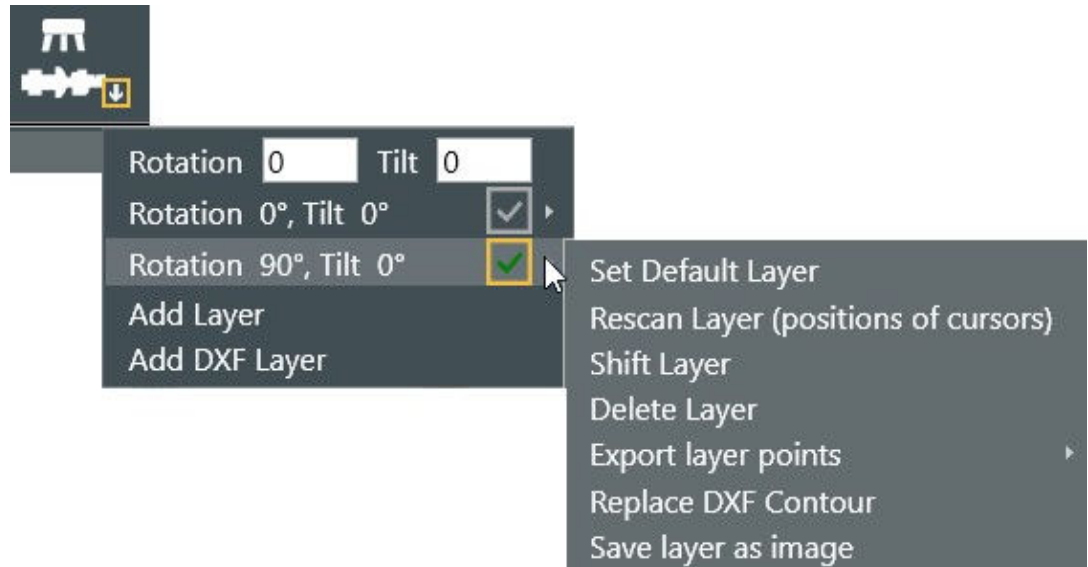 Rotation 0 Tilt 0
Rotation 0°, Tilt 0°
Rotation 90°, Tilt 0°
Add Layer
Add DXF Layer
Set Default Layer
Rescan Layer (positions of cursors)
Shift Layer
Delete Layer
Export layer points
Replace DXF Contour
Save layer as image